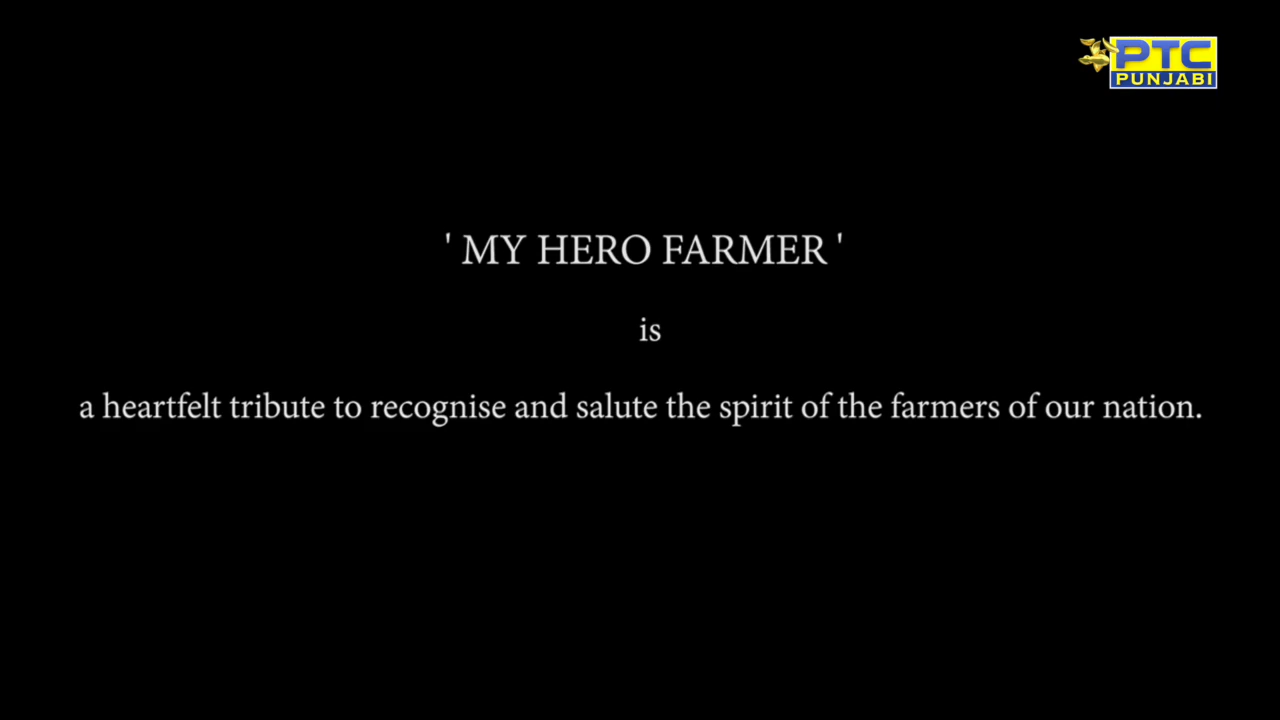 PTC
PUNJABI
' MY HERO FARMER '
is
a heartfelt tribute to recognise and salute the spirit of the farmers of our nation.